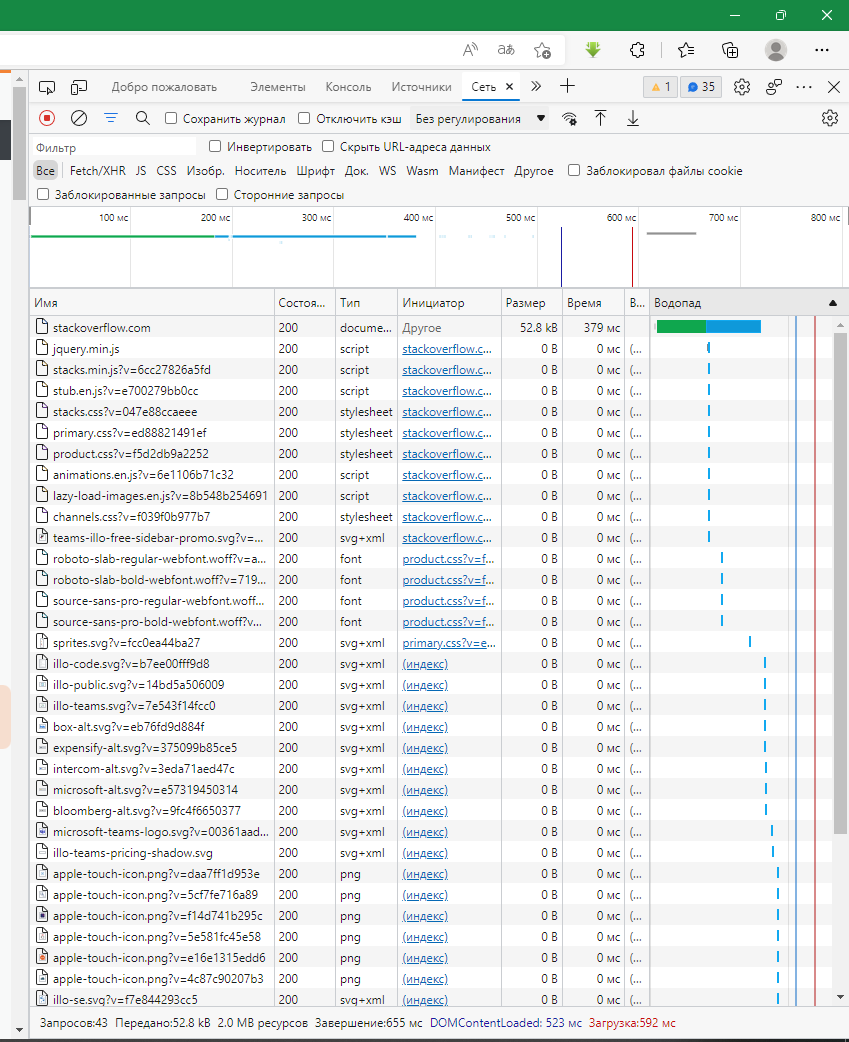 aあ
Добро пожаловать Элементы Консоль Источники Сеть 1 35
Сохранить журнал Отключить кэш Без регулирования
Фильтр Инвертировать Скрыть URL-адреса данных
Все Fetch/XHR JS CSS Изобр. Носитель Шрифт Док. WS Wasm Манифест Другое Заблокировал файлы cookie
Заблокированные запросы Сторонние запросы
100 мс 200 мс 300 мс 400 мс 500 мс 600 мс 700 мс 800 мс
Имя Состоя... Тип Инициатор Размер Время В... Водопад
stackoverflow.com 200 docume... Другое 52.8 kB 379 мс
jquery.min.js 200 script stackoverflow.c... 0 B 0 мс (...
stacks.min.js?v=6cc27826a5fd 200 script stackoverflow.c... 0 B 0 мс (...
stub.en.js?v=e700279bb0cc 200 script stackoverflow.c... 0 B 0 мс (...
stacks.css?v=047e88ccaeee 200 stylesheet stackoverflow.c... 0 B 0 мс (...
primary.css?v=ed88821491ef 200 stylesheet stackoverflow.c... 0 B 0 мс (...
product.css?v=f5d2db9a2252 200 stylesheet stackoverflow.c... 0 B 0 мс (...
animations.en.js?v=6e1106b71c32 200 script stackoverflow.c... 0 B 0 мс (...
lazy-load-images.en.js?v=8b548b254691 200 script stackoverflow.c... 0 B 0 мс (...
channels.css?v=f039f0b977b7 200 stylesheet stackoverflow.c... 0 B 0 мс (...
teams-illo-free-sidebar-promo.svg?v=... 200 svg+xml stackoverflow.c... 0 B 0 мс (...
roboto-slab-regular-webfont.woff?v=a... 200 font product.css?v=f... 0 B 0 мс (...
roboto-slab-bold-webfont.woff?v=719... 200 font product.css?v=f... 0 B 0 мс (...
source-sans-pro-regular-webfont.woff... 200 font product.css?v=f... 0 B 0 мс (...
source-sans-pro-bold-webfont.woff?v... 200 font product.css?v=f... 0 B 0 мс (...
sprites.svg?v=fcc0ea44ba27 200 svg+xml primary.css?v=e... 0 B 0 мс (...
illo-code.svg?v=b7ee00fff9d8 200 svg+xml (индекс) 0 B 0 мс (...
illo-public.svg?v=14bd5a506009 200 svg+xml (индекс) 0 B 0 мс (...
illo-teams.svg?v=7e543f14fcc0 200 svg+xml (индекс) 0 B 0 мс (...
box-alt.svg?v=eb76fd9d884f 200 svg+xml (индекс) 0 B 0 мс (...
expensify-alt.svg?v=375099b85ce5 200 svg+xml (индекс) 0 B 0 мс (...
intercom-alt.svg?v=3eda71aed47c 200 svg+xml (индекс) 0 B 0 мс (...
microsoft-alt.svg?v=e57319450314 200 svg+xml (индекс) 0 B 0 мс (...
bloomberg-alt.svg?v=9fc4f6650377 200 svg+xml (индекс) 0 B 0 мс (...
microsoft-teams-logo.svg?v=00361aad... 200 svg+xml (индекс) 0 B 0 мс (...
illo-teams-pricing-shadow.svg 200 svg+xml (индекс) 0 B 0 мс (...
apple-touch-icon.png?v=daa7ff1d953e 200 png (индекс) 0 B 0 мс (...
apple-touch-icon.png?v=5cf7fe716a89 200 png (индекс) 0 B 0 мс (...
apple-touch-icon.png?v=f14d741b295c 200 png (индекс) 0 B 0 мс (...
apple-touch-icon.png?v=5e581fc45e58 200 png (индекс) 0 B 0 мс (...
apple-touch-icon.png?v=e16e1315edd6 200 png (индекс) 0 B 0 мс (...
apple-touch-icon.png?v=4c87c90207b3 200 png (индекс) 0 B 0 мс (...
illo-se.svg?v=f7e844293cc5 200 svg+xml (индекс) 0 B 0 мс (...
Запросов:43 Передано:52.8 kB 2.0 MB ресурсов Завершение:655 мс DOMContentLoaded: 523 мс Загрузка:592 мс